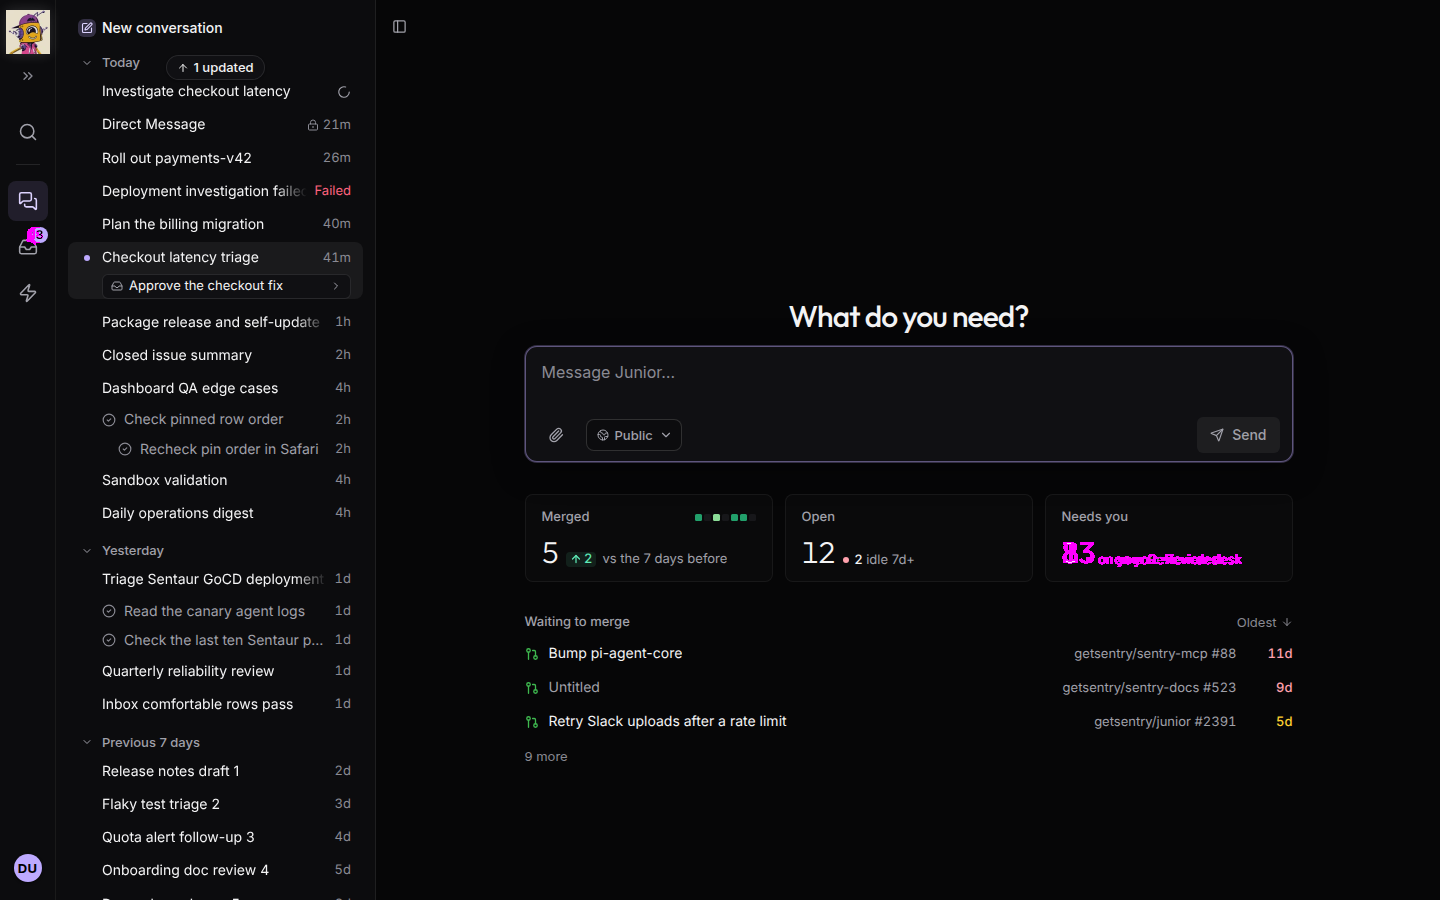 New conversation
Today
1 updated
Investigate checkout latency
Direct Message 21m
Roll out payments-v42 26m
Deployment investigation failed Failed
Plan the billing migration 40m
Checkout latency triage 41m
Approve the checkout fix
Package release and self-update 1h
Closed issue summary 2h
Dashboard QA edge cases 4h
Check pinned row order 2h
Recheck pin order in Safari 2h
Sandbox validation 4h
Daily operations digest 4h
Yesterday
Triage Sentaur GoCD deployment 1d
Read the canary agent logs 1d
Check the last ten Sentaur p... 1d
Quarterly reliability review 1d
Inbox comfortable rows pass 1d
Previous 7 days
Release notes draft 1 2d
Flaky test triage 2 3d
Quota alert follow-up 3 4d
Onboarding doc review 4 5d
DU
What do you need?
Message Junior...
Public
Send
Merged
5 2 vs the 7 days before
Open
12 2 idle 7d+
Needs you
Waiting to merge Oldest
Bump pi-agent-core getsentry/sentry-mcp #88 11d
Untitled getsentry/sentry-docs #523 9d
Retry Slack uploads after a rate limit getsentry/junior #2391 5d
9 more